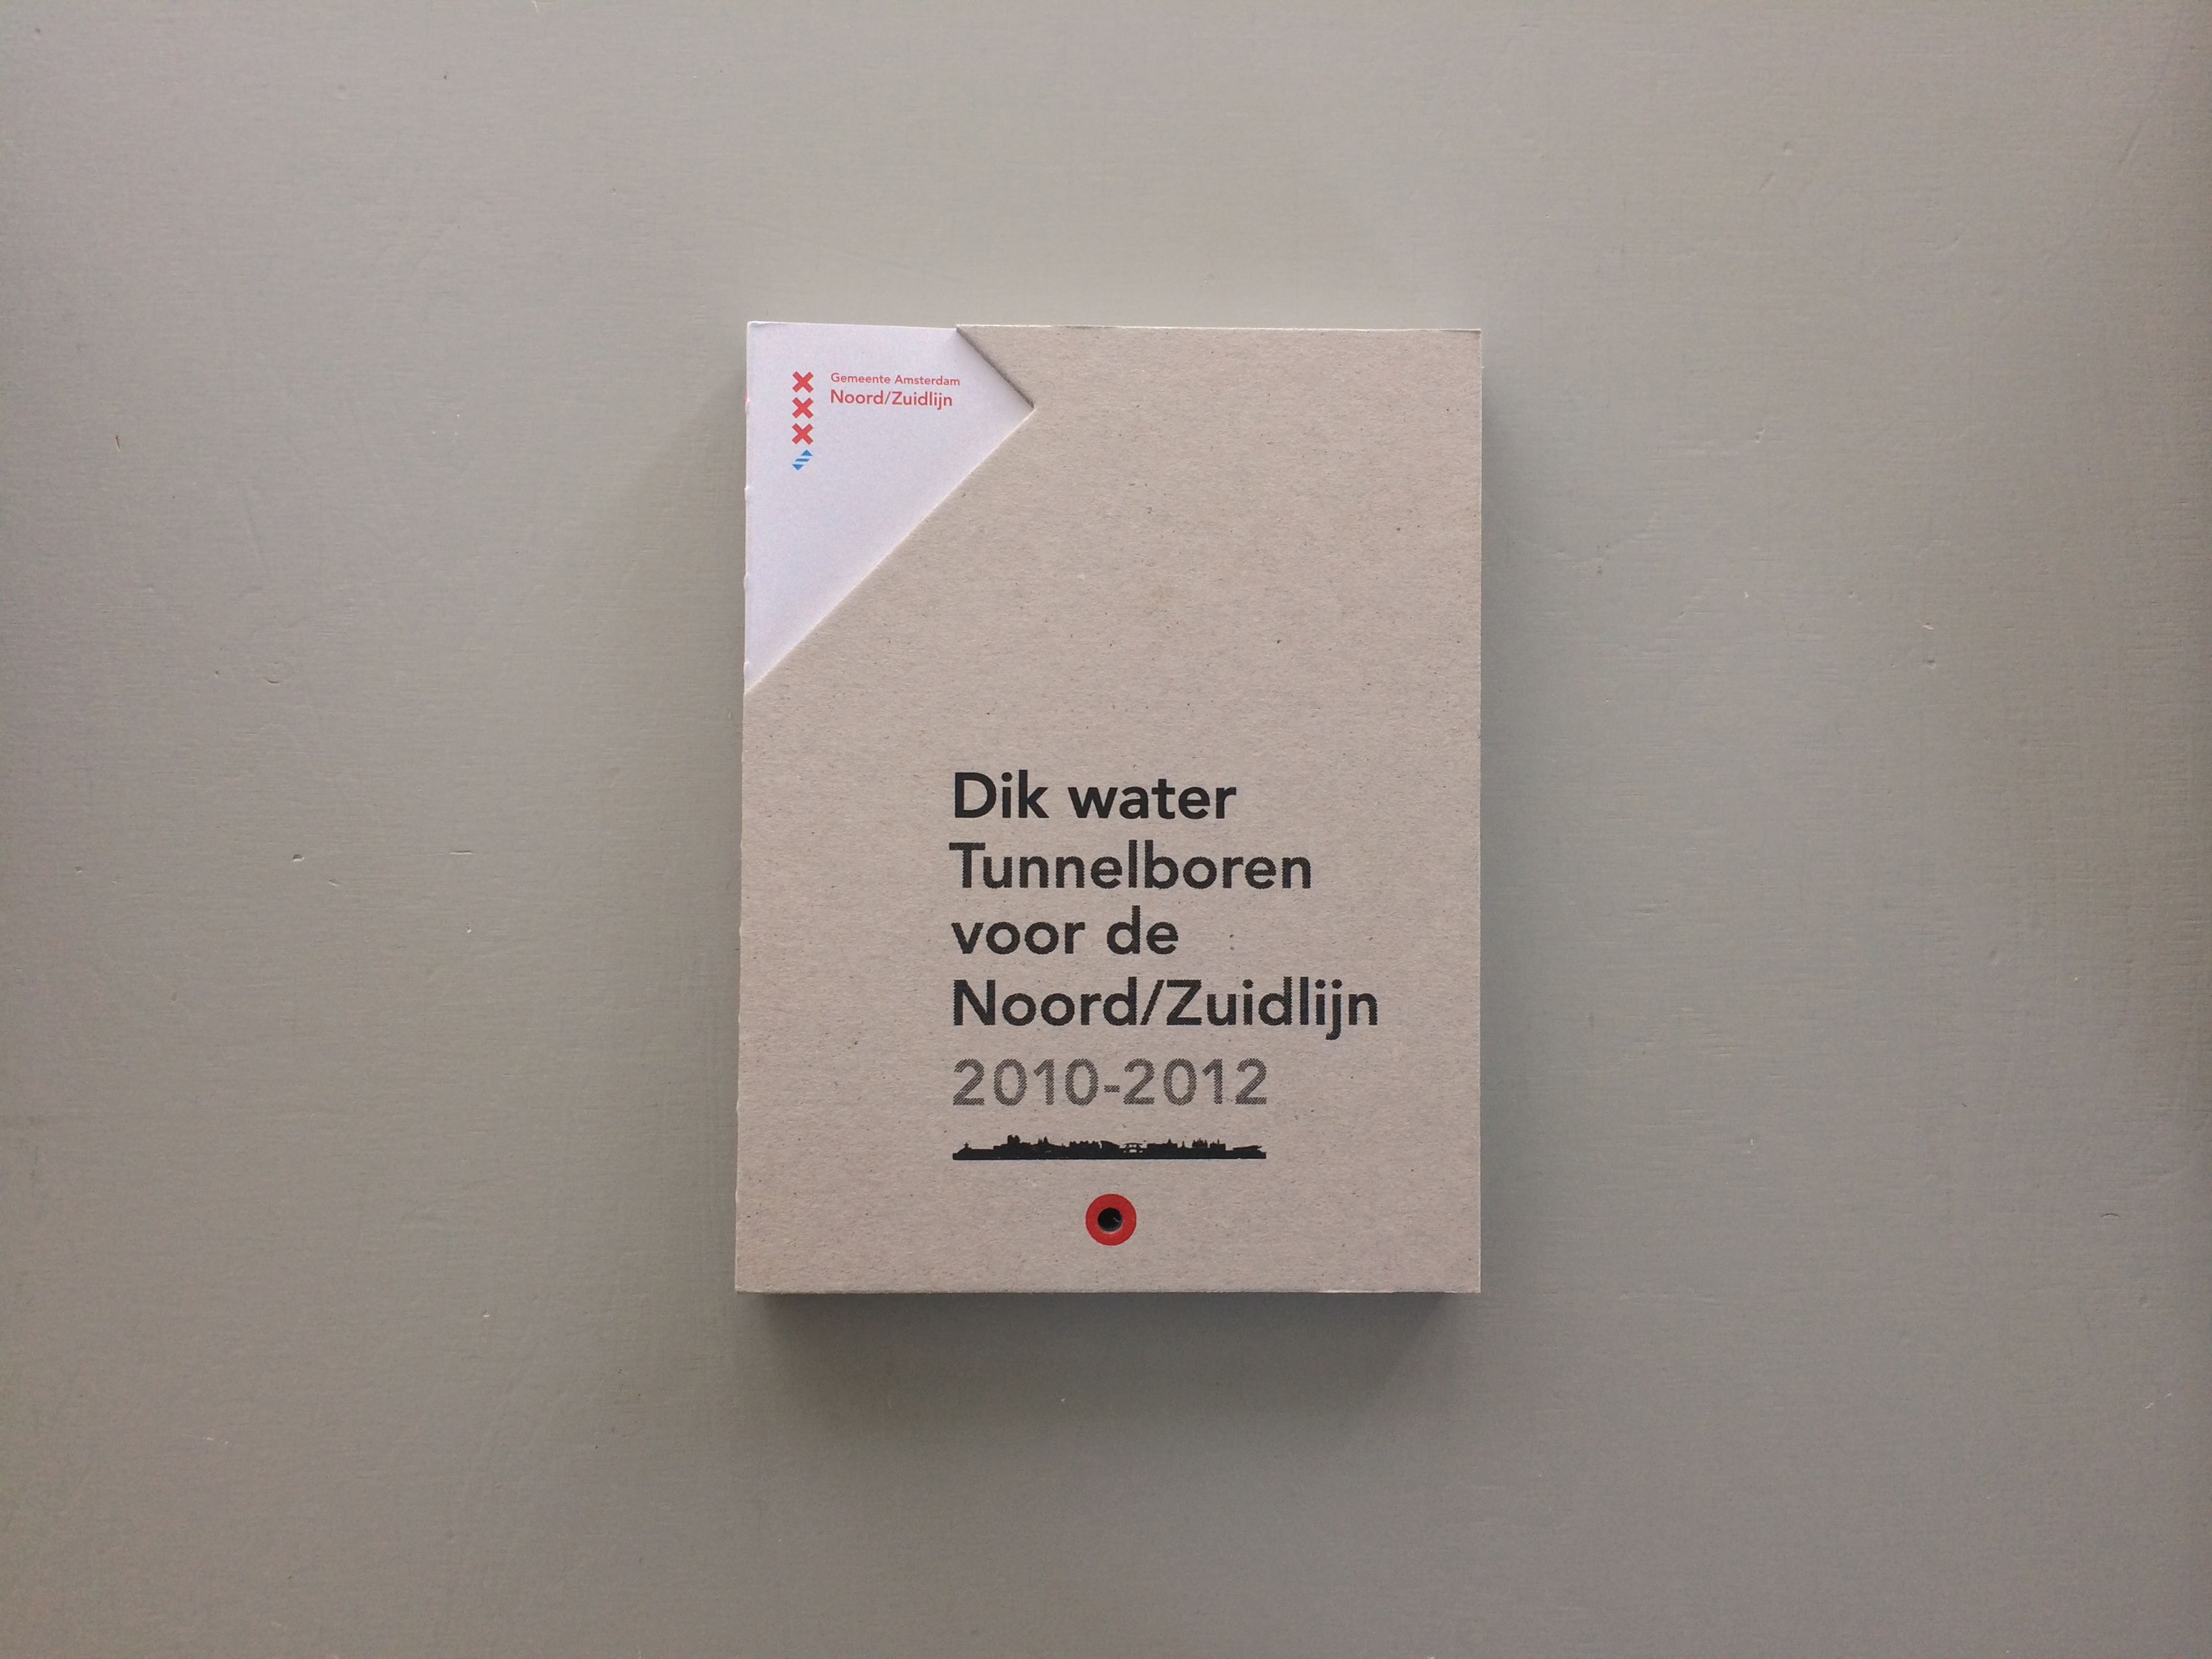 Gemeente Amsterdam
Noord/Zuidlijn
Dik water
Tunnelboren
voor de
Noord/Zuidlijn
2010-2012